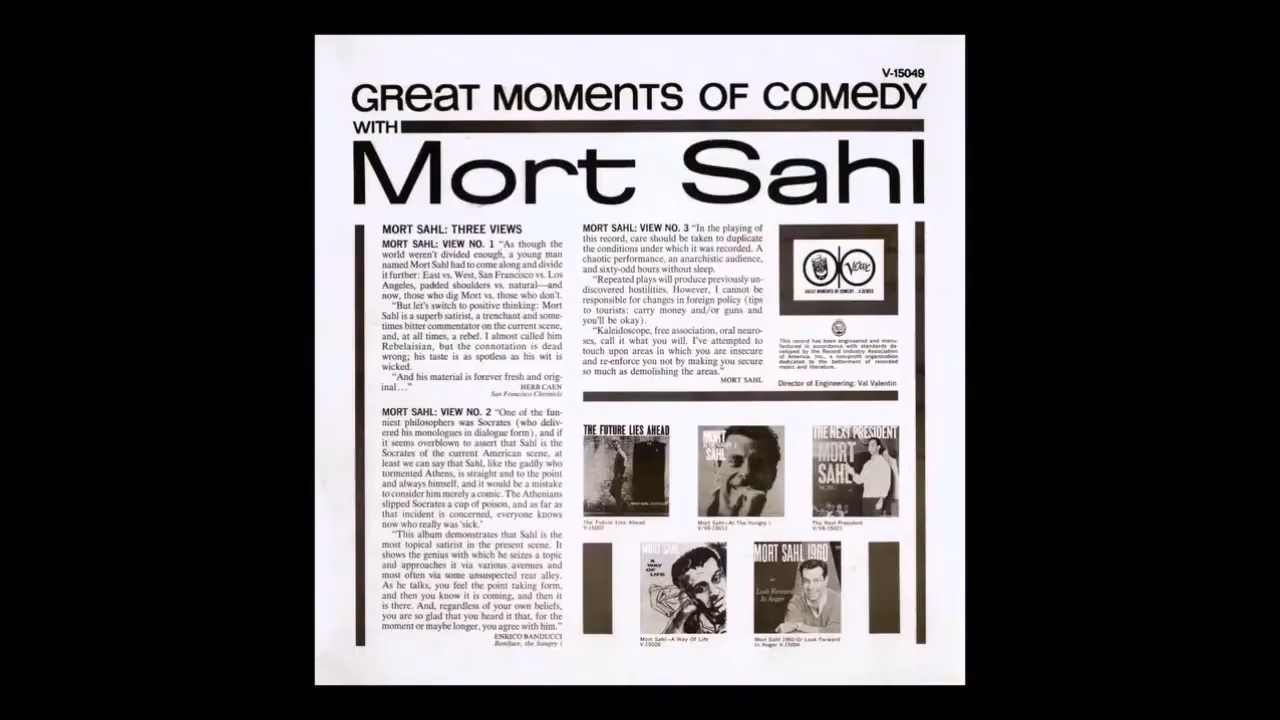 V-15049
GREAT MOMENTS OF COMEDY
WITH
Mort Sahl
MORT SAHL: THREE VIEWS
MORT SAHL: VIEW NO. 1 “As though the
world weren't divided enough, a young man
named Mort Sahl had to come along and divide
it further: East vs. West, San Francisco vs. Los
Angeles, padded shoulders vs. natural—and
now, those who dig Mort vs. those who don't.
“But let's switch to positive thinking: Mort
Sahl is a superb satirist, a trenchant and some-
times bitter commentator on the current scene,
and, at all times, a rebel. I almost called him
Rebelaisian, but the connotation is dead
wrong; his taste is as spotless as his wit is
wicked.
“And his material is forever fresh and orig-
inal...”
HERB CAEN
San Francisco Chronicle
MORT SAHL: VIEW NO. 2 “One of the fun-
niest philosophers was Socrates (who deliv-
ered his monologues in dialogue form), and if
it seems overblown to assert that Sahl is the
Socrates of the current American scene, at
least we can say that Sahl, like the gadfly who
tormented Athens, is straight and to the point
and always himself, and it would be a mistake
to consider him merely a comic. The Athenians
slipped Socrates a cup of poison, and as far as
that incident is concerned, everyone knows
now who really was ‘sick.’
“This album demonstrates that Sahl is the
most topical satirist in the present scene. It
shows the genius with which he seizes a topic
and approaches it via various avenues and
most often via some unsuspected rear alley.
As he talks, you feel the point taking form,
and then you know it is coming, and then it
is there. And, regardless of your own beliefs,
you are so glad that you heard it that, for the
moment or maybe longer, you agree with him.”
ENRICO BANDUCCI
Boniface, the hungry i
MORT SAHL: VIEW NO. 3 “In the playing of
this record, care should be taken to duplicate
the conditions under which it was recorded. A
chaotic performance, an anarchistic audience,
and sixty-odd hours without sleep.
“Repeated plays will produce previously un-
discovered hostilities. However, I cannot be
responsible for changes in foreign policy (tips
to tourists: carry money and/or guns and
you'll be okay).
“Kaleidoscope, free association, oral neuro-
ses, call it what you will. I've attempted to
touch upon areas in which you are insecure
and re-enforce you not by making you secure
so much as demolishing the areas.”
MORT SAHL
Verve
GREAT MOMENTS OF COMEDY... A SERIES
This record has been engineered and manu-
factured in accordance with standards de-
veloped by the Record Industry Association
of America, Inc., a non-profit organization
dedicated to the betterment of recorded
music and literature.
Director of Engineering: Val Valentin
THE FUTURE LIES AHEAD
The Future Lies Ahead
V-15002
MORT
SAHL
Mort Sahl—At The hungry i
V/V6-15012
THE NEXT PRESIDENT
MORT
SAHL
The Next President
V/V6-15021
MORT SAHL
A
WAY
OF
LIFE
Mort Sahl—A Way Of Life
V-15006
MORT SAHL 1960
or
Look Forward
In Anger
Mort Sahl 1960-Or Look Forward
In Anger V-15004